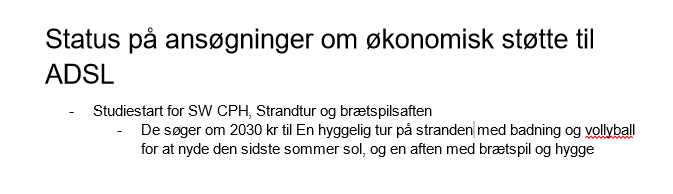 Status på ansøgninger om økonomisk støtte til
ADSL
- Studiestart for SW CPH, Strandtur og brætspilsaften
- De søger om 2030 kr til En hyggelig tur på stranden med badning og vollyball
for at nyde den sidste sommer sol, og en aften med brætspil og hygge